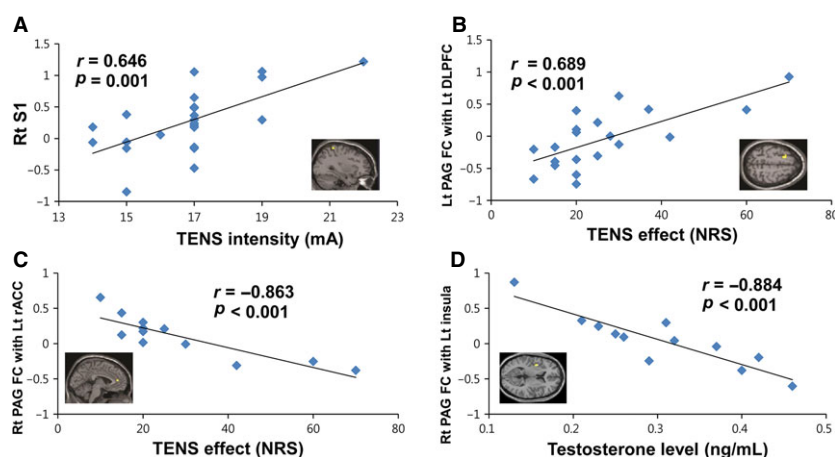 A
r = 0.646
p = 0.001
Rt S1
1.5
1
0.5
0
−0.5
−1
13
15
17
19
21
23
TENS intensity (mA)
B
r = 0.689
p < 0.001
Lt PAG FC with Lt DLPFC
1.5
1
0.5
0
−0.5
−1
0
20
40
60
80
TENS effect (NRS)
C
r = −0.863
p < 0.001
Rt PAG FC with Lt rACC
1
0.5
0
−0.5
−1
0
20
40
60
80
TENS effect (NRS)
D
r = −0.884
p < 0.001
Rt PAG FC with Lt insula
1
0.5
0
−0.5
−1
0.1
0.2
0.3
0.4
0.5
Testosterone level (ng/mL)